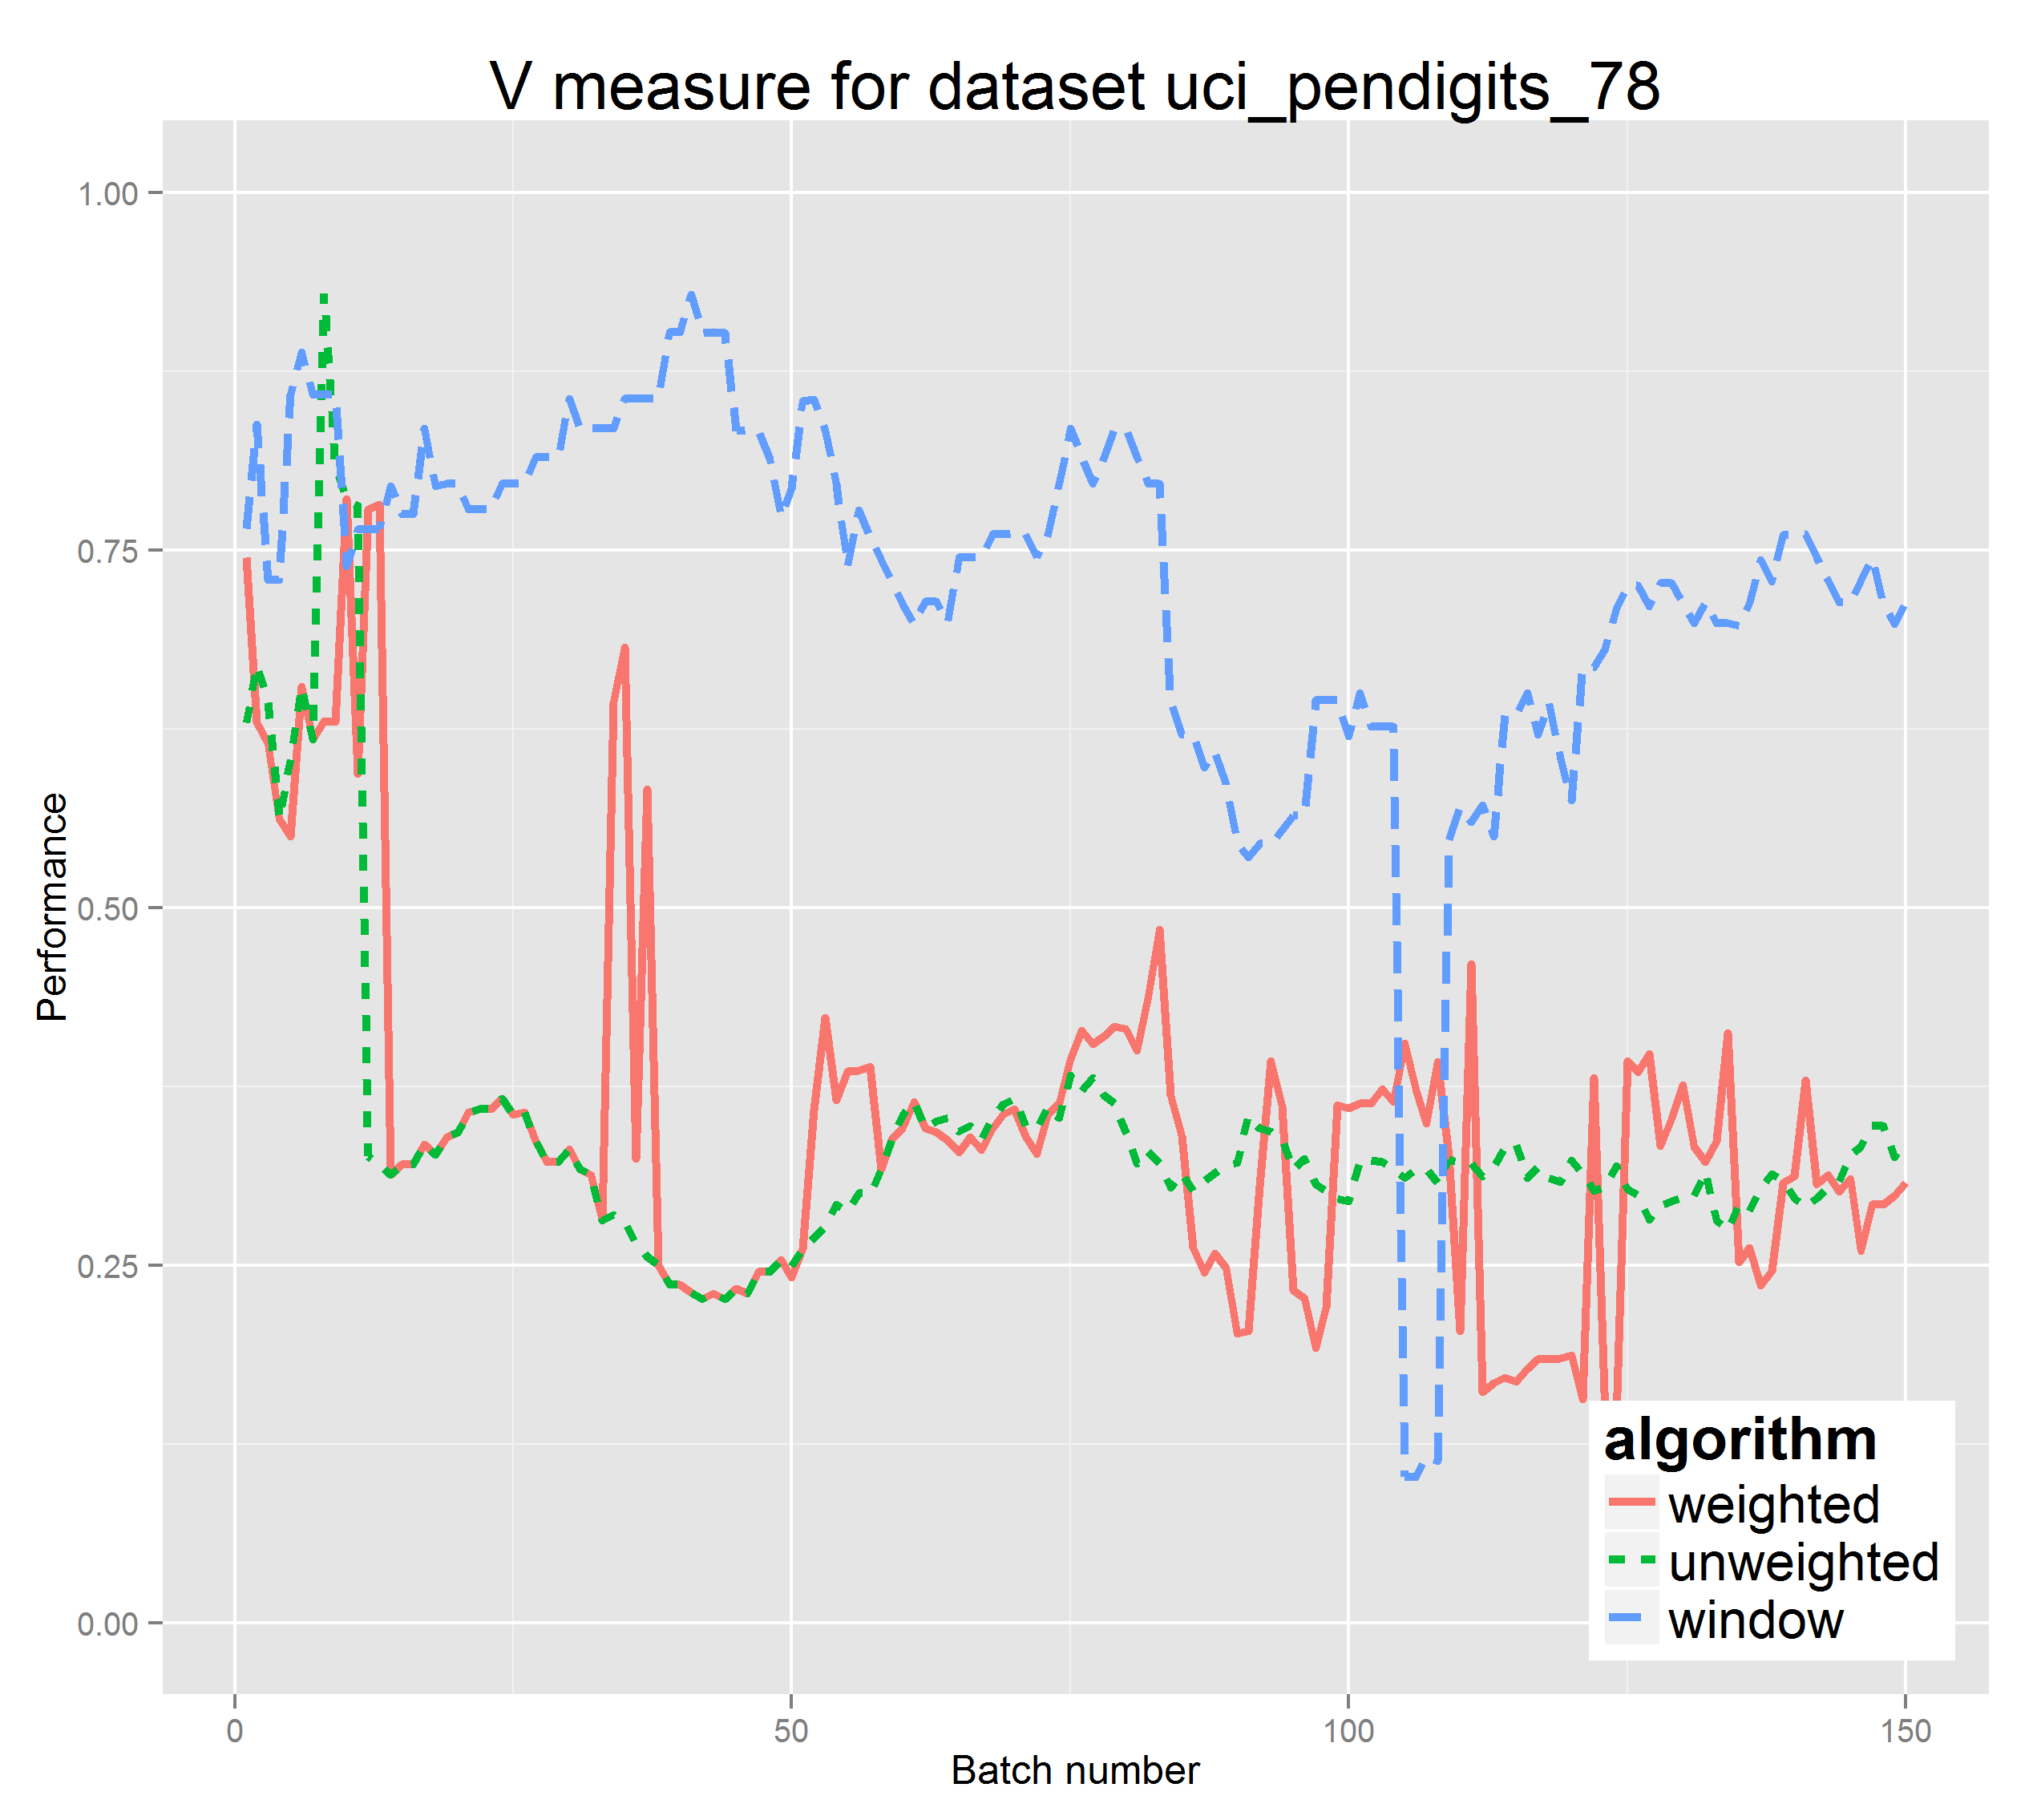 V measure for dataset uci_pendigits_78
1.00
0.75
0.50
0.25
0.00
Performance
0
50
100
150
Batch number
algorithm
weighted
unweighted
window